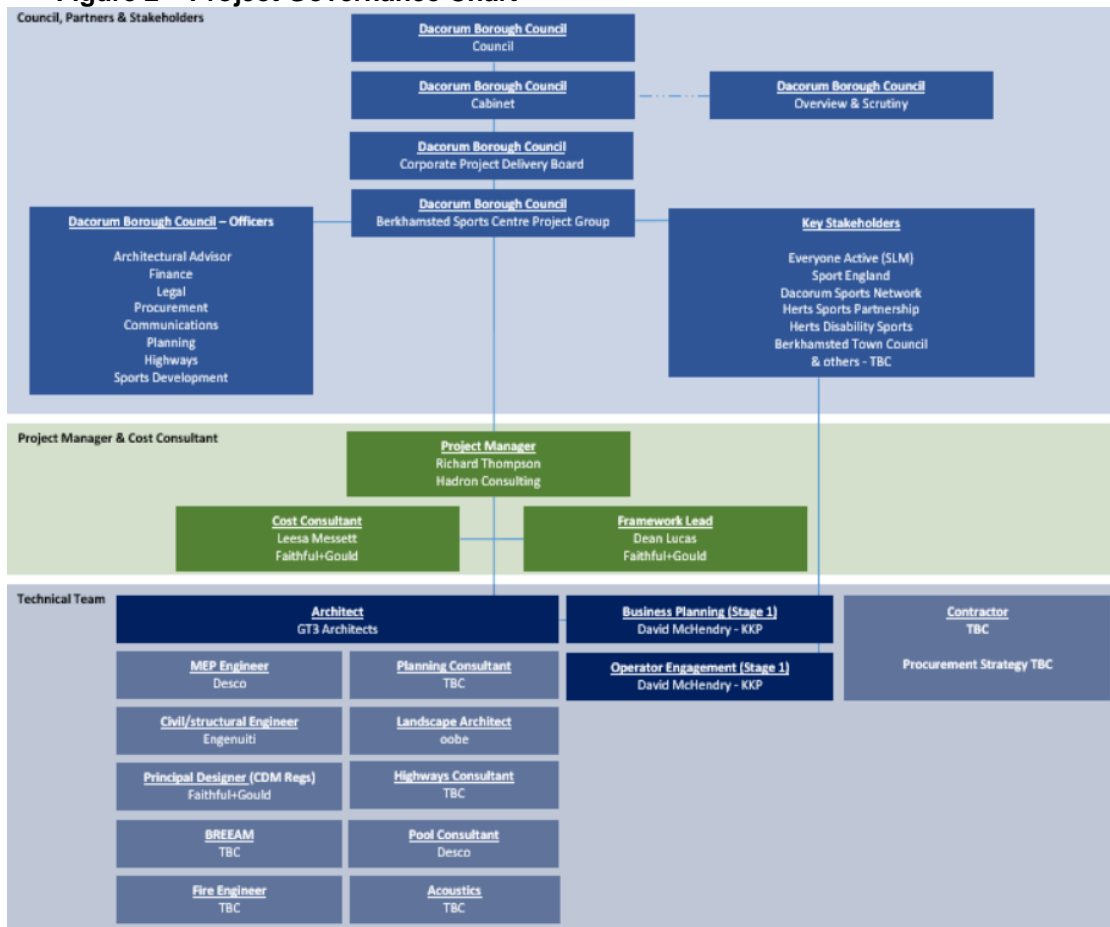 Figure 2 – Project Governance Chart
Council, Partners & Stakeholders
Dacorum Borough Council
Council
Dacorum Borough Council
Cabinet
Dacorum Borough Council
Overview & Scrutiny
Dacorum Borough Council
Corporate Project Delivery Board
Dacorum Borough Council
Berkhamsted Sports Centre Project Group
Dacorum Borough Council – Officers
Architectural Advisor
Finance
Legal
Procurement
Communications
Planning
Highways
Sports Development
Key Stakeholders
Everyone Active (SLM)
Sport England
Dacorum Sports Network
Herts Sports Partnership
Herts Disability Sports
Berkhamsted Town Council
& others - TBC
Project Manager & Cost Consultant
Project Manager
Richard Thompson
Hadron Consulting
Cost Consultant
Leesa Messett
Faithful+Gould
Framework Lead
Dean Lucas
Faithful+Gould
Technical Team
Architect
GT3 Architects
Business Planning (Stage 1)
David McHendry - KKP
Contractor
TBC
Procurement Strategy TBC
MEP Engineer
Desco
Planning Consultant
TBC
Operator Engagement (Stage 1)
David McHendry - KKP
Civil/structural Engineer
Engenuiti
Landscape Architect
oobe
Principal Designer (CDM Regs)
Faithful+Gould
Highways Consultant
TBC
BREEAM
TBC
Pool Consultant
Desco
Fire Engineer
TBC
Acoustics
TBC